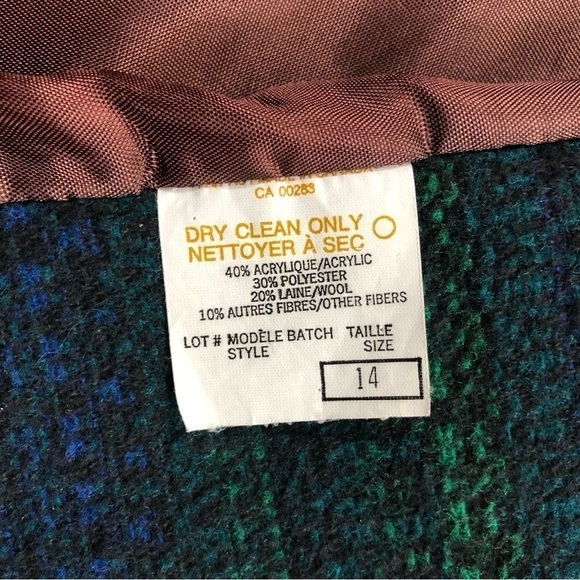 CA 00283
DRY CLEAN ONLY
NETTOYER À SEC
40% ACRYLIQUE/ACRYLIC
30% POLYESTER
20% LAINE/WOOL
10% AUTRES FIBRES/OTHER FIBERS
LOT # MODÈLE BATCH TAILLE
STYLE SIZE
14